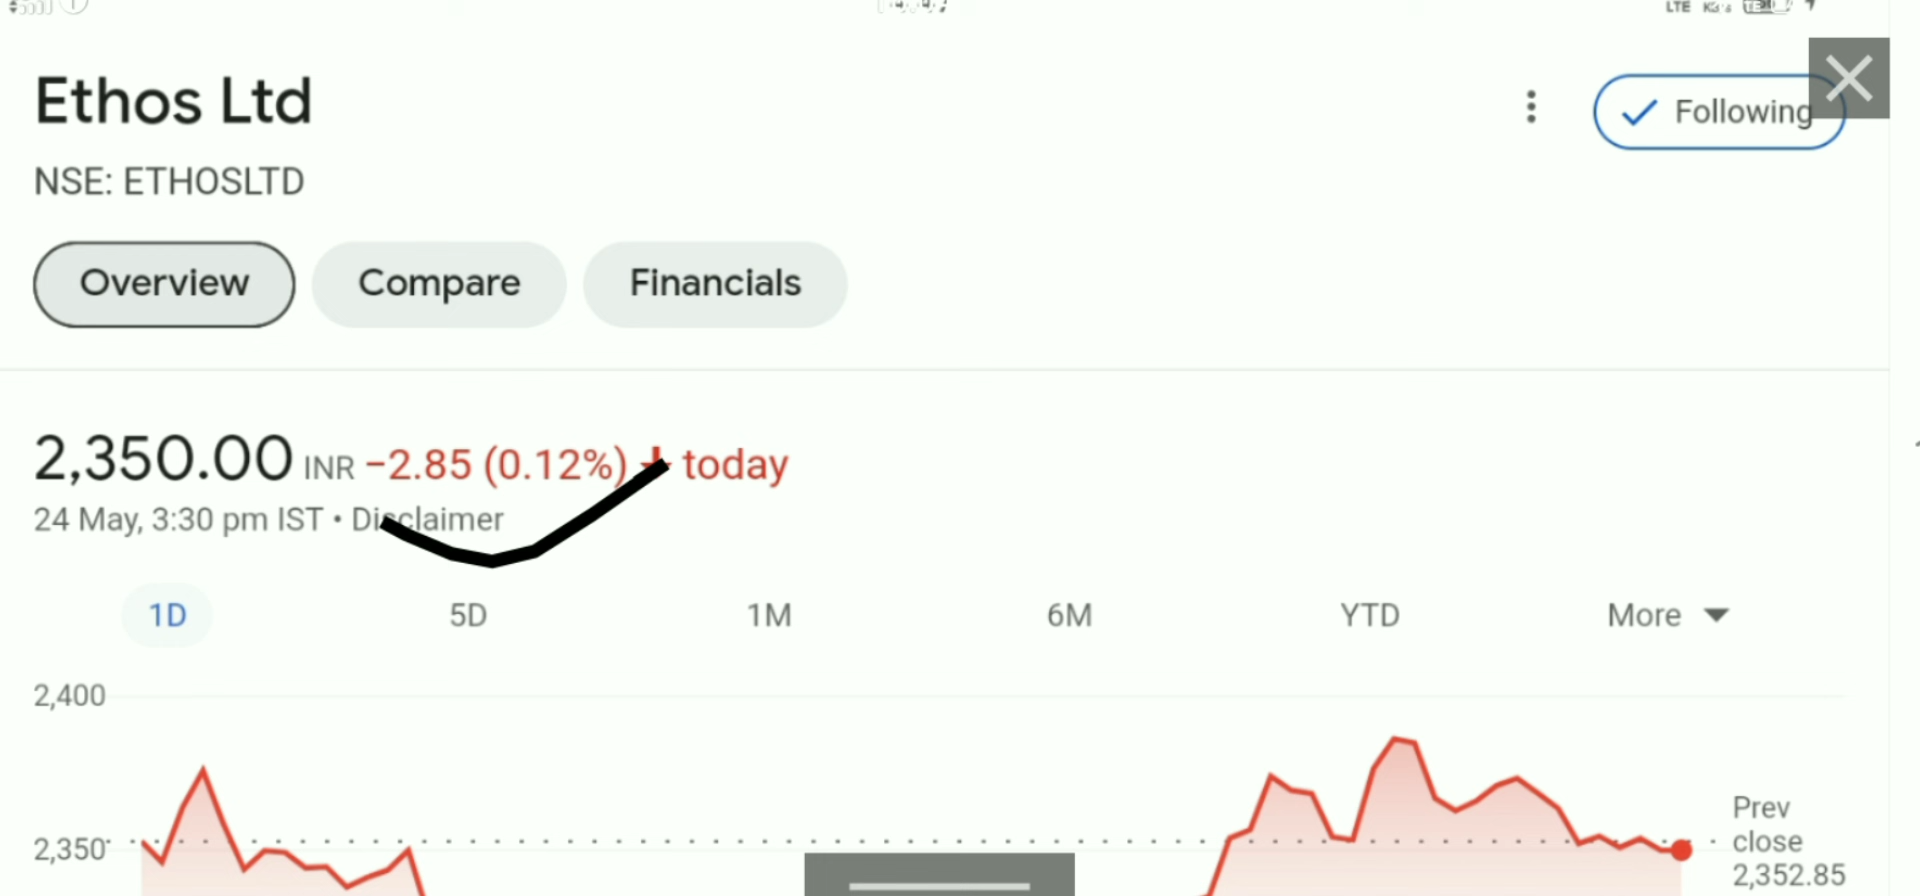 LTE
Ethos Ltd
Following
NSE: ETHOSLTD
Overview Compare Financials
2,350.00 INR −2.85 (0.12%) today
24 May, 3:30 pm IST • Disclaimer
1D 5D 1M 6M YTD More
2,400
2,350
Prev
close
2,352.85